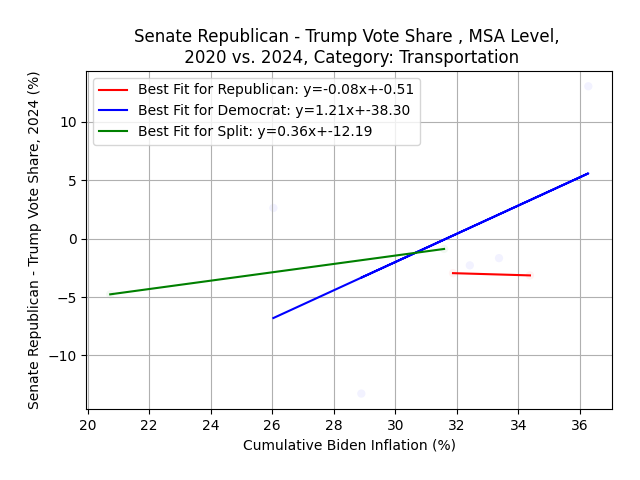 Senate Republican - Trump Vote Share , MSA Level,
2020 vs. 2024, Category: Transportation
Best Fit for Republican: y=-0.08x+-0.51
Best Fit for Democrat: y=1.21x+-38.30
Best Fit for Split: y=0.36x+-12.19
Senate Republican - Trump Vote Share, 2024 (%)
10
5
0
−5
−10
20 22 24 26 28 30 32 34 36
Cumulative Biden Inflation (%)